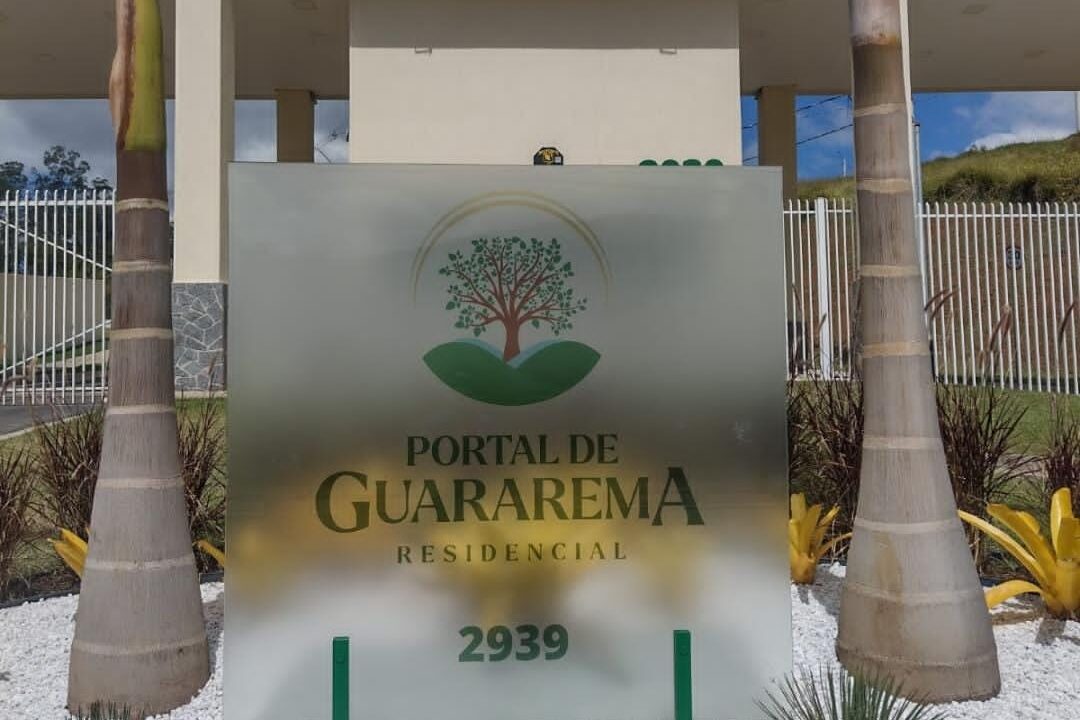 PORTAL DE
GUARAREMA
RESIDENCIAL
2939